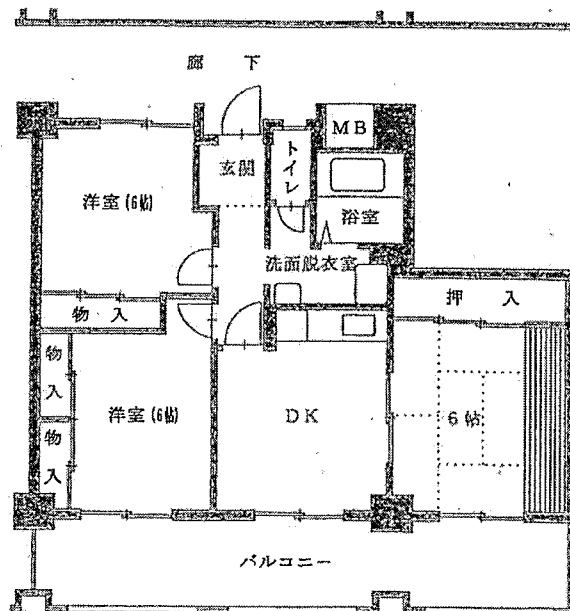 廊 下
MB
玄関
トイレ
洋室(6帖)
浴室
洗面脱衣室
押 入
物 入
物入
洋室(6帖)
DK
6帖
物入
バルコニー